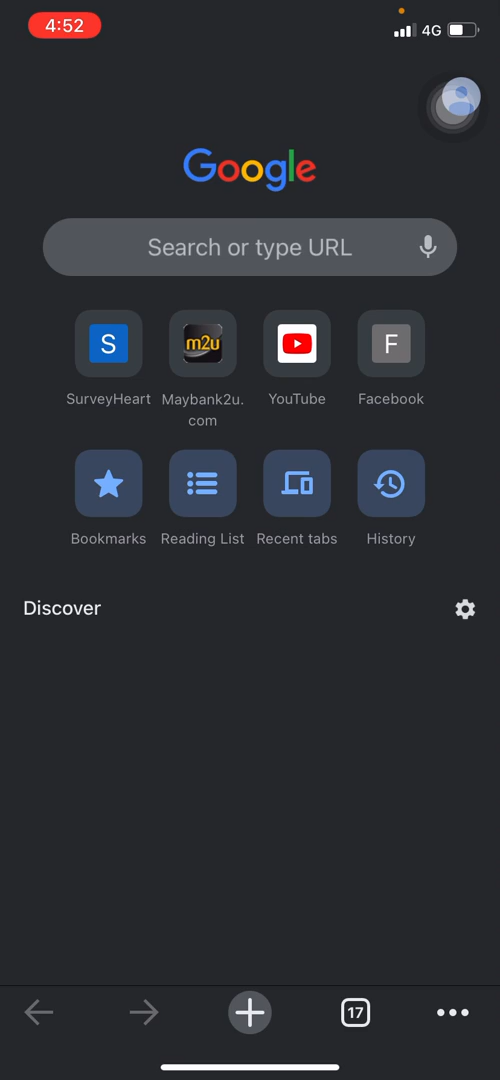 4:52
4G
Google
Search or type URL
S
m2u
F
SurveyHeart
Maybank2u.
com
YouTube
Facebook
Bookmarks
Reading List
Recent tabs
History
Discover
17